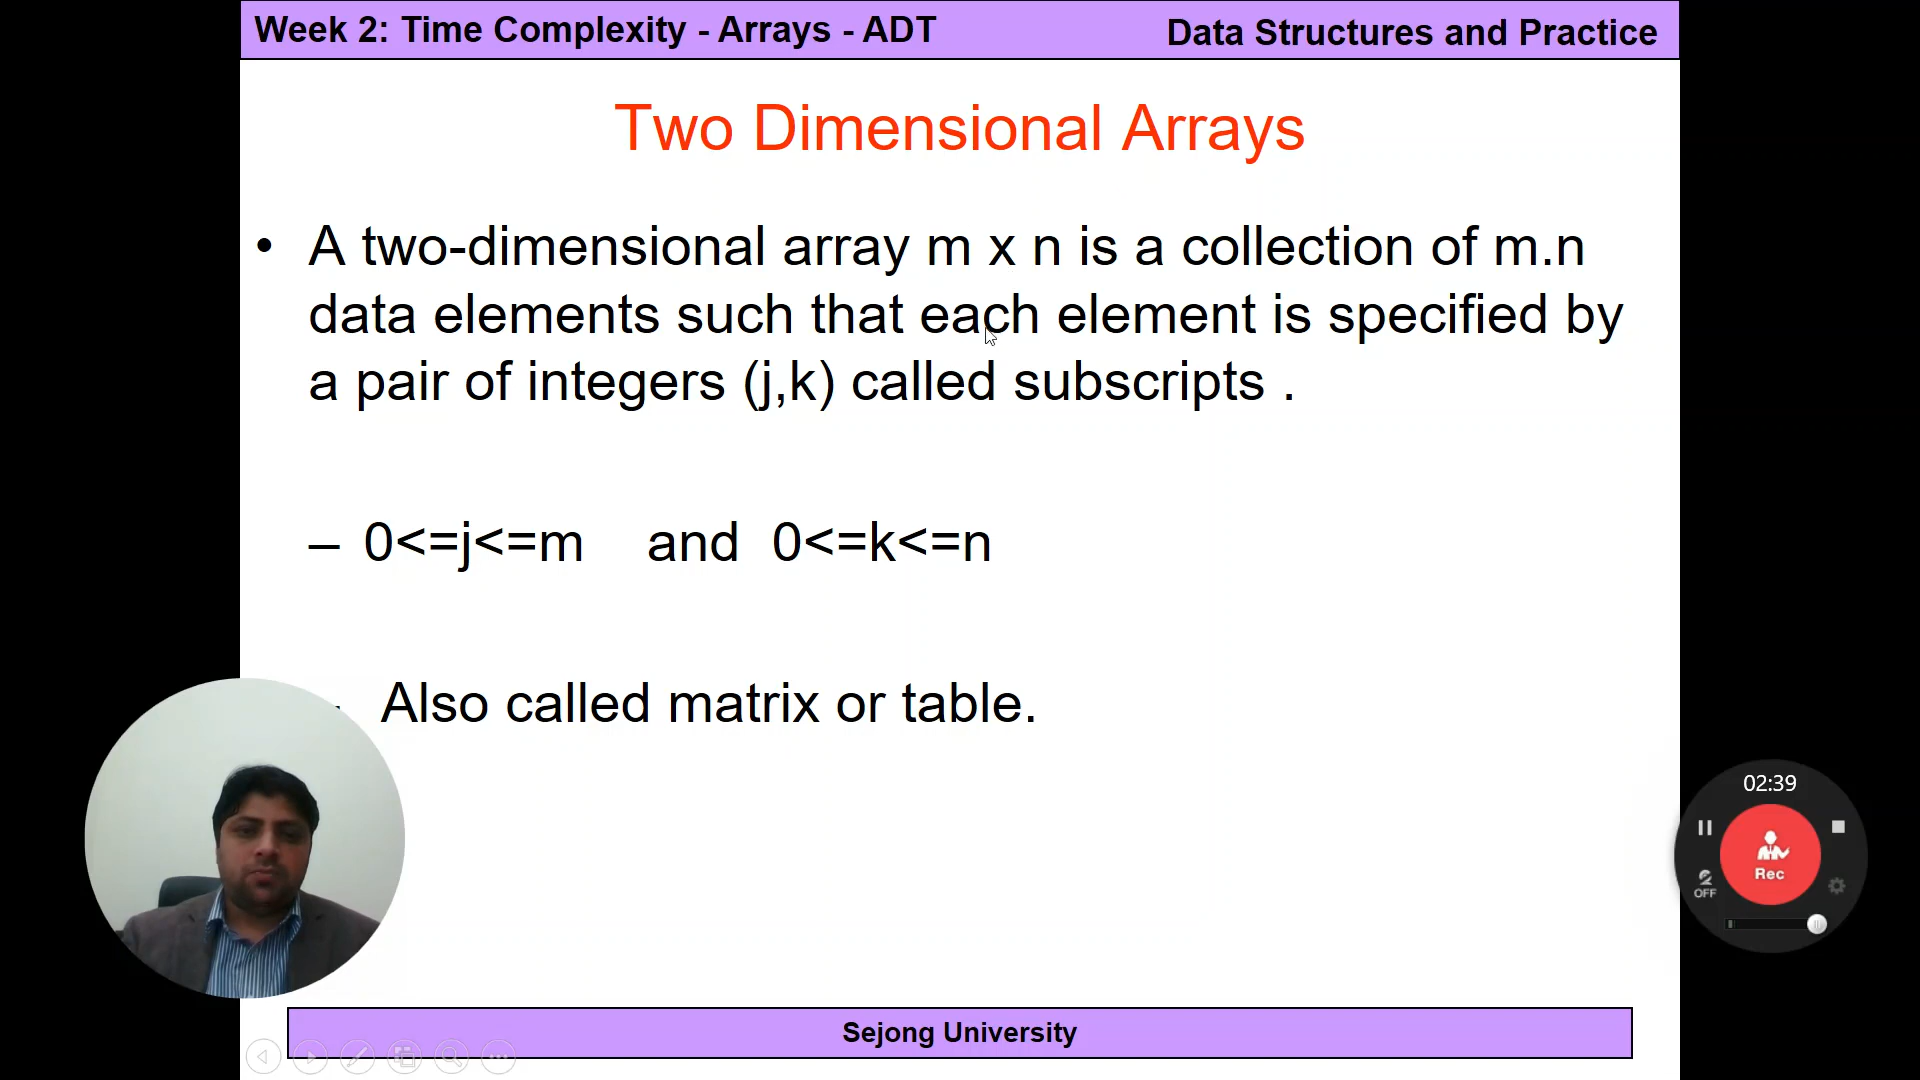 Week 2: Time Complexity - Arrays - ADT
Data Structures and Practice
Two Dimensional Arrays
• A two-dimensional array m x n is a collection of m.n
data elements such that each element is specified by
a pair of integers (j,k) called subscripts .
– 0<=j<=m and 0<=k<=n
Also called matrix or table.
02:39
Rec
OFF
Sejong University